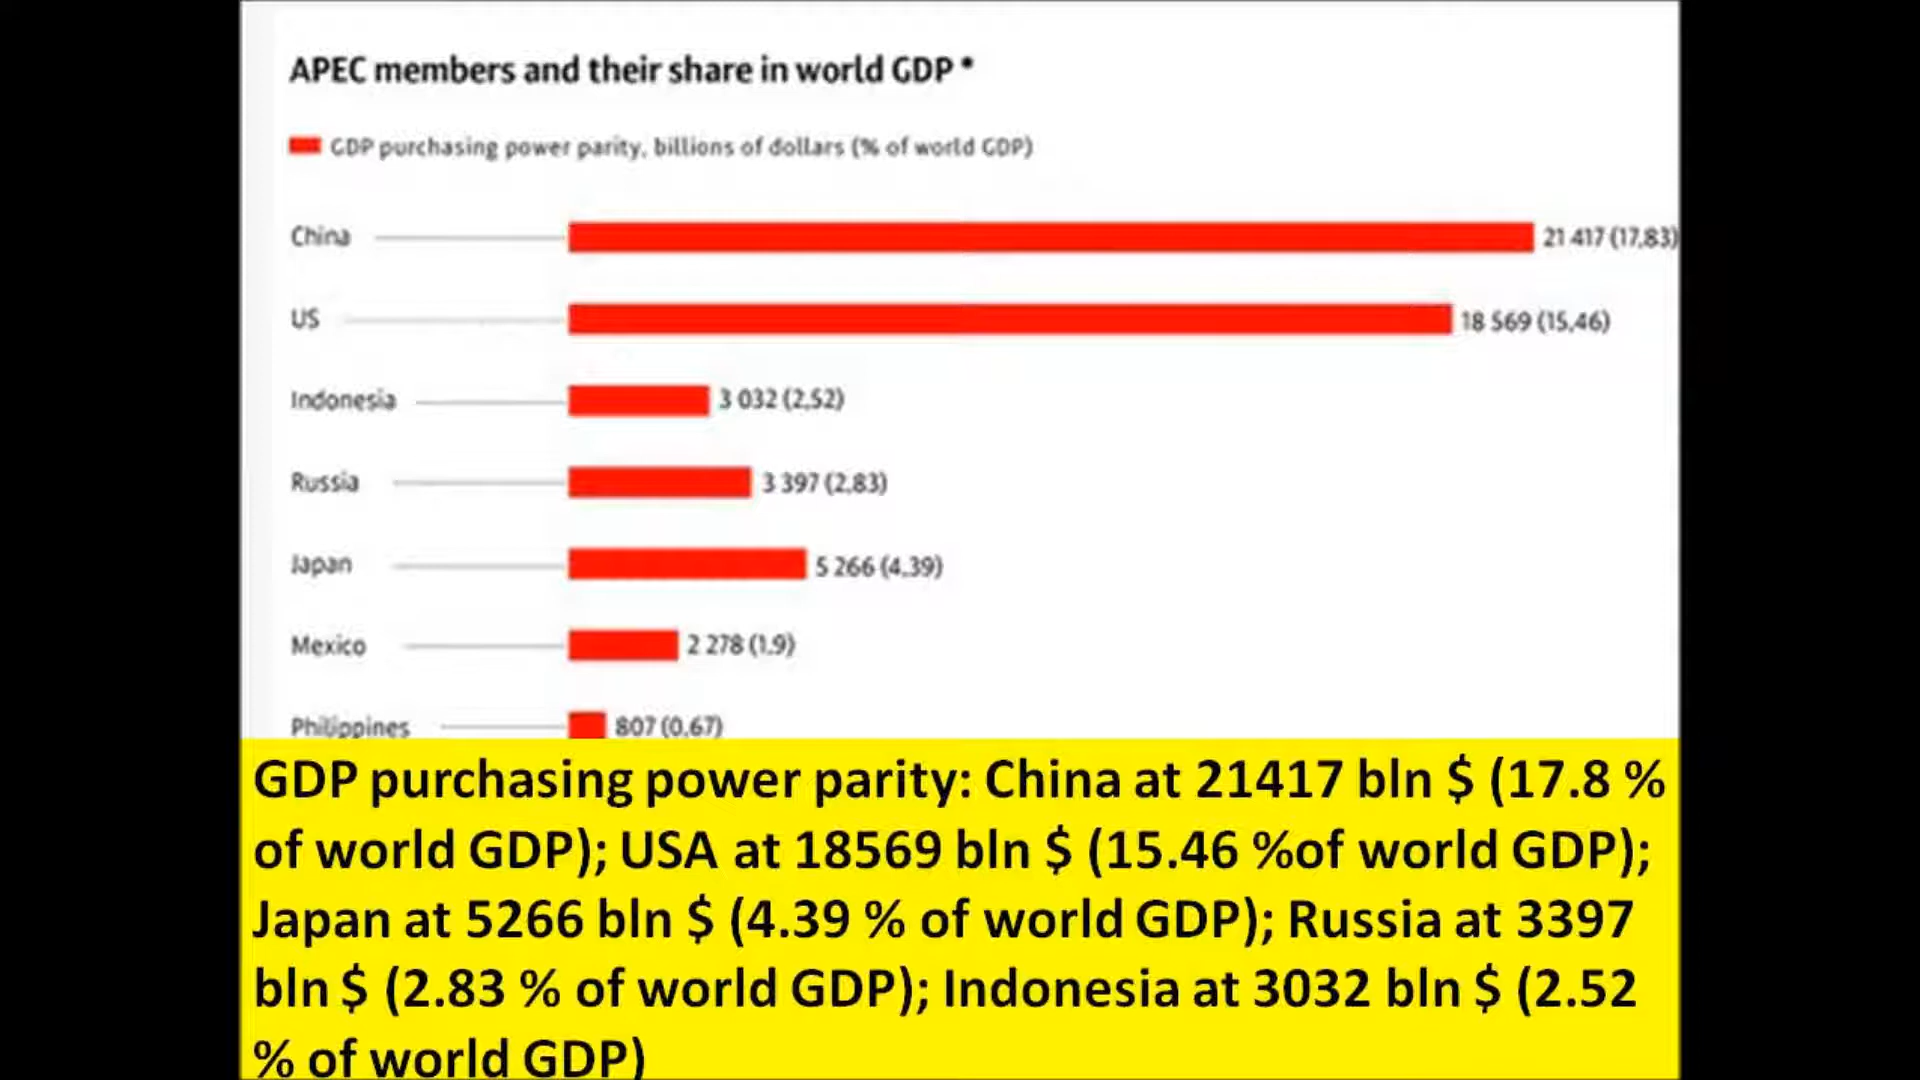 APEC members and their share in world GDP *
GDP purchasing power parity, billions of dollars (% of world GDP)
China 21 417 (17,83)
US 18 569 (15,46)
Indonesia 3 032 (2,52)
Russia 3 397 (2,83)
Japan 5 266 (4,39)
Mexico 2 278 (1,9)
Philippines 807 (0,67)
GDP purchasing power parity: China at 21417 bln $ (17.8 %
of world GDP); USA at 18569 bln $ (15.46 %of world GDP);
Japan at 5266 bln $ (4.39 % of world GDP); Russia at 3397
bln $ (2.83 % of world GDP); Indonesia at 3032 bln $ (2.52
% of world GDP)